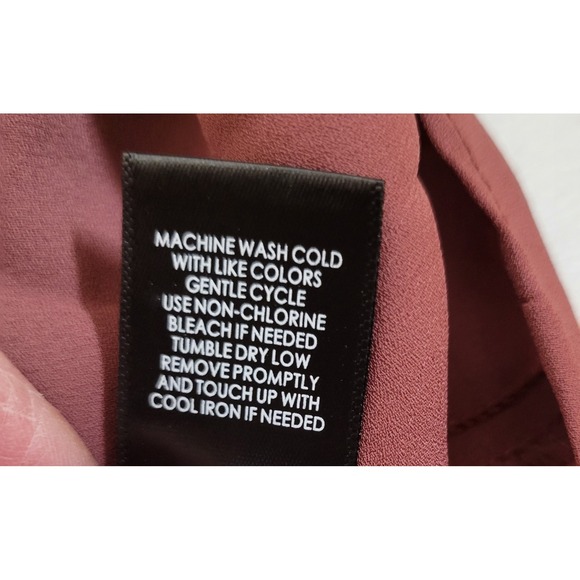 MACHINE WASH COLD
WITH LIKE COLORS
GENTLE CYCLE
USE NON-CHLORINE
BLEACH IF NEEDED
TUMBLE DRY LOW
REMOVE PROMPTLY
AND TOUCH UP WITH
COOL IRON IF NEEDED